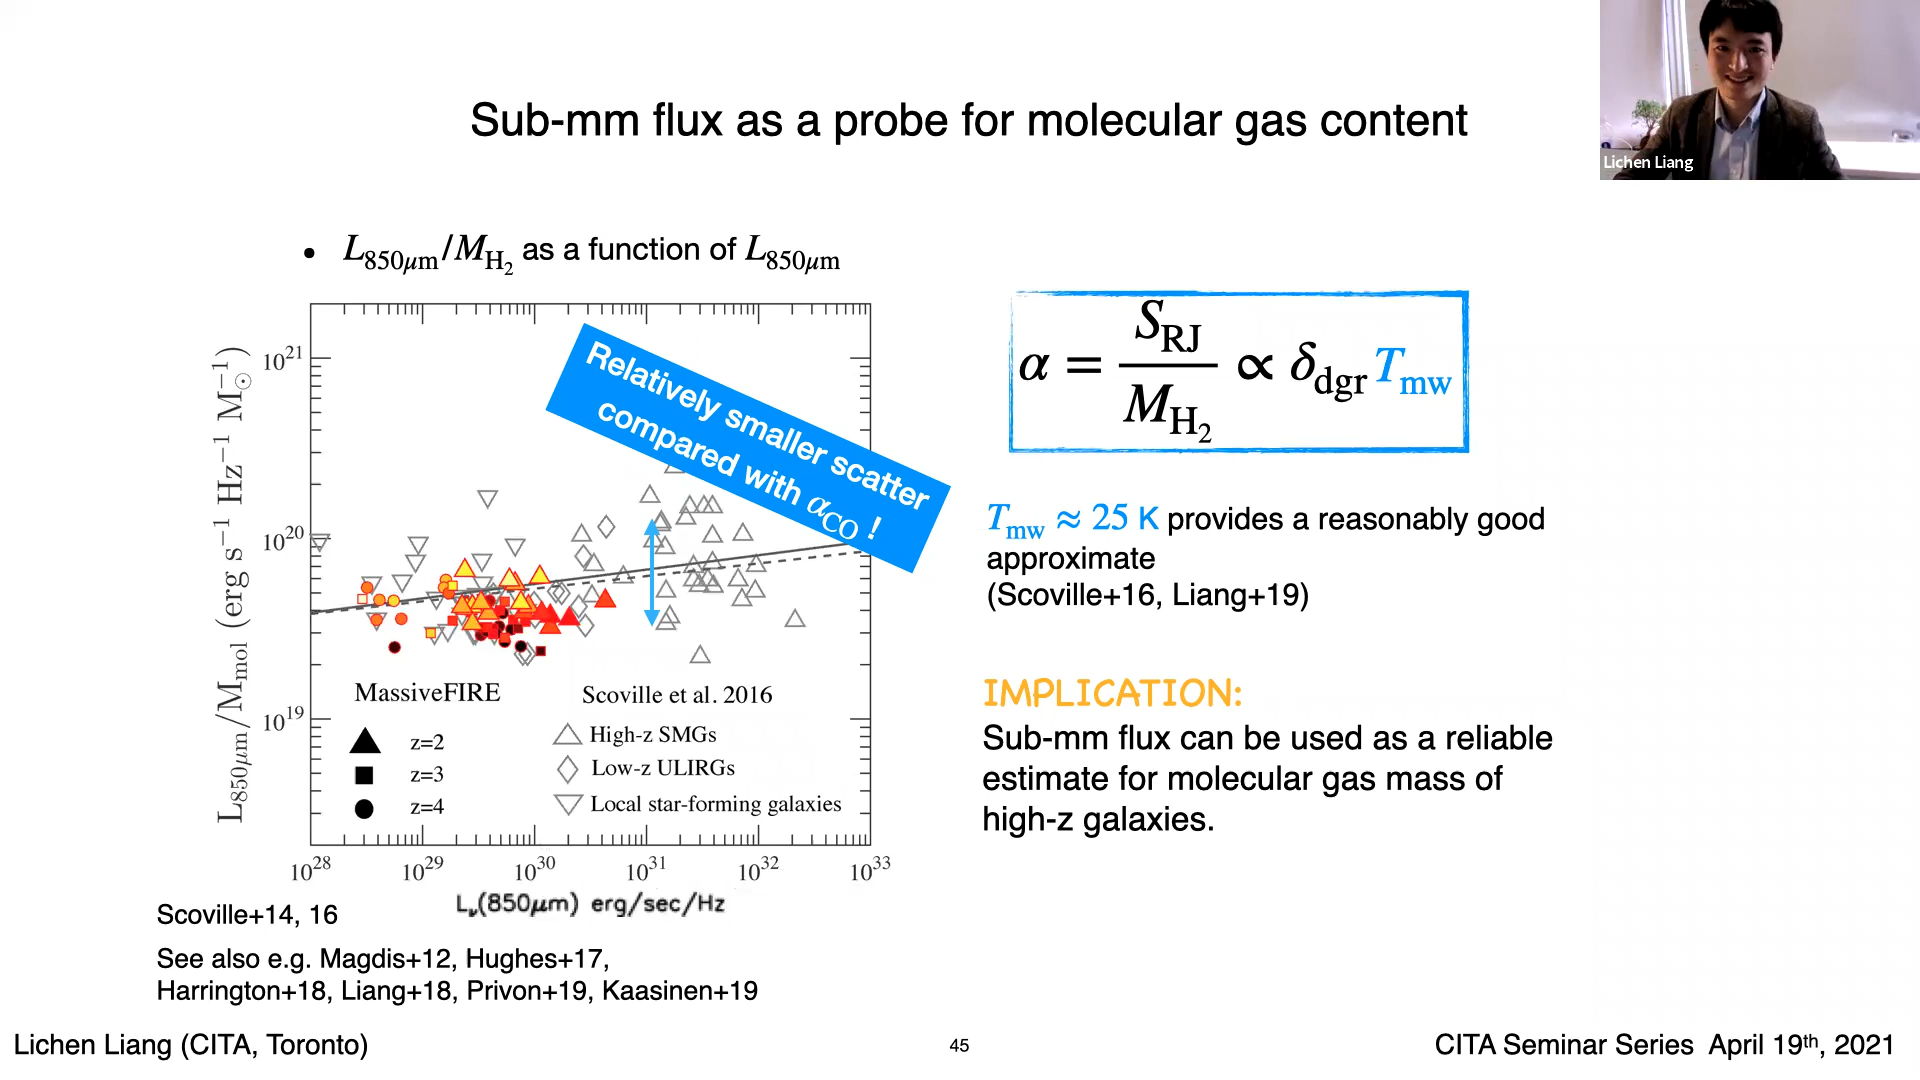 Sub-mm flux as a probe for molecular gas content
Lichen Liang
• L850μm/MH2 as a function of L850μm
Relatively smaller scatter
compared with αCO !
L850μm/Mmol (erg s−1 Hz−1 M⊙−1)
10^21
10^20
10^19
MassiveFIRE
z=2
z=3
z=4
Scoville et al. 2016
High-z SMGs
Low-z ULIRGs
Local star-forming galaxies
10^28 10^29 10^30 10^31 10^32 10^33
Lν(850μm) erg/sec/Hz
α = SRJ / MH2 ∝ δdgr Tmw
Tmw ≈ 25 K provides a reasonably good
approximate
(Scoville+16, Liang+19)
IMPLICATION:
Sub-mm flux can be used as a reliable
estimate for molecular gas mass of
high-z galaxies.
Scoville+14, 16
See also e.g. Magdis+12, Hughes+17,
Harrington+18, Liang+18, Privon+19, Kaasinen+19
Lichen Liang (CITA, Toronto)
45
CITA Seminar Series April 19th, 2021